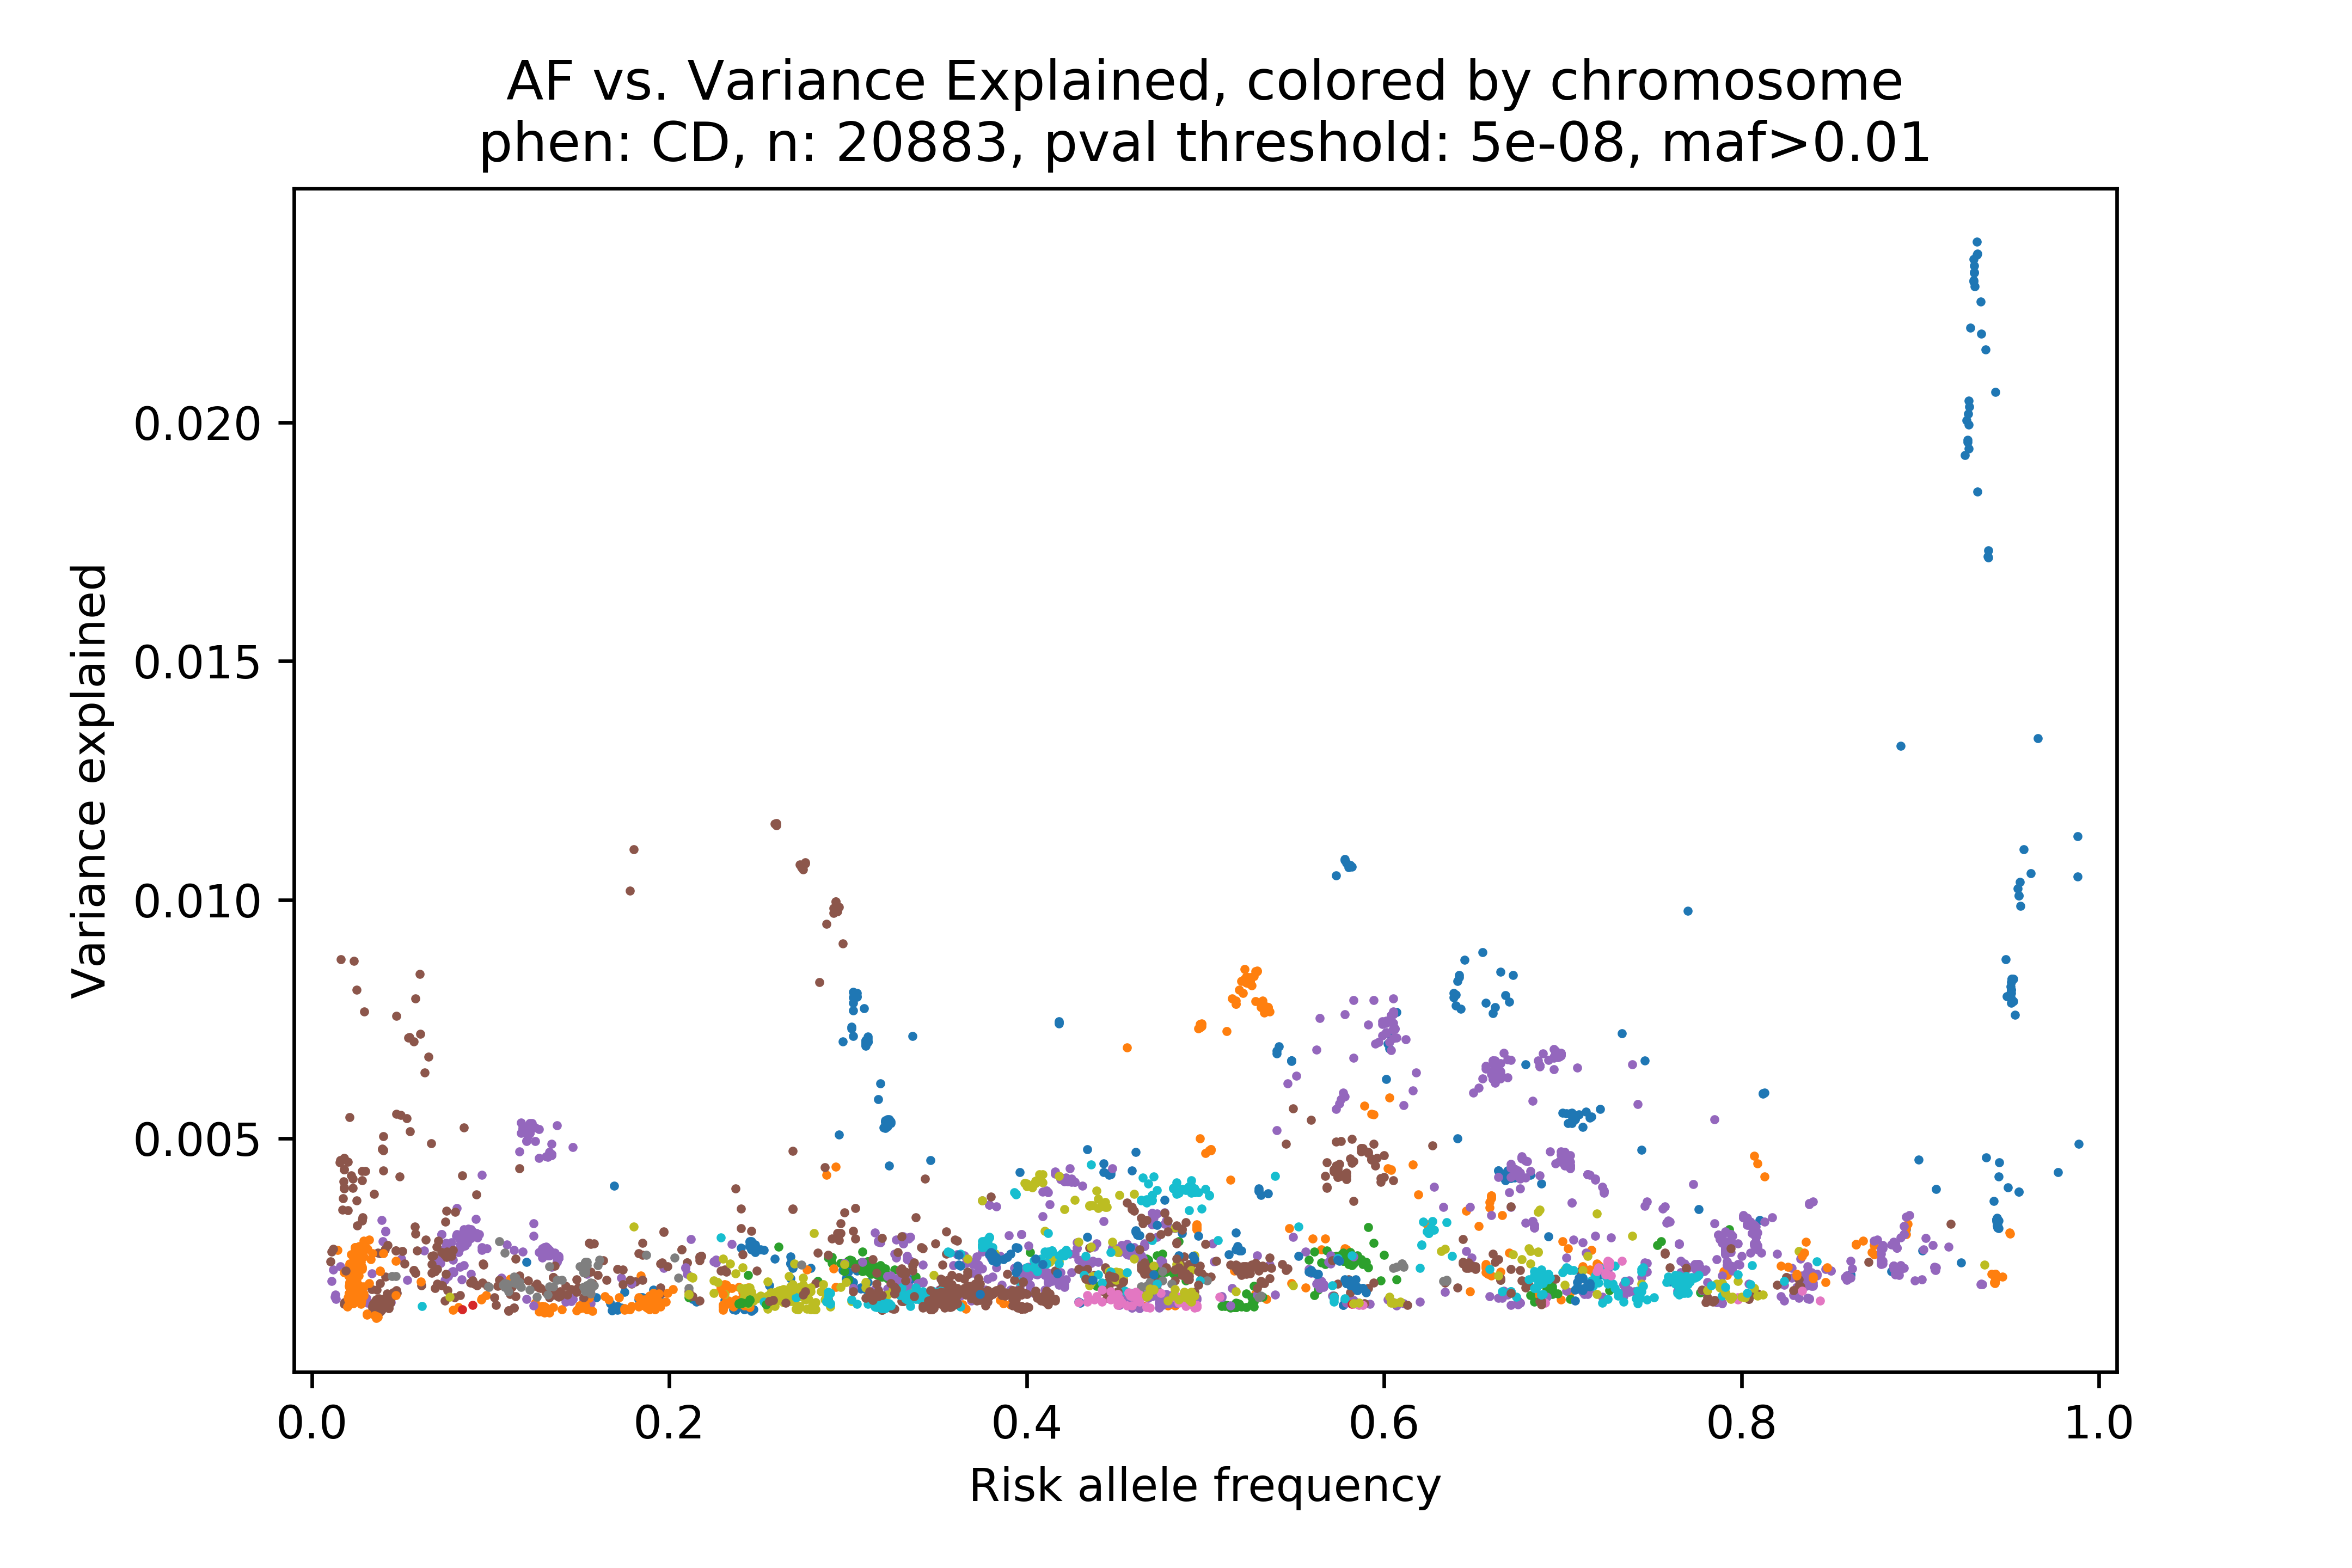 AF vs. Variance Explained, colored by chromosome
phen: CD, n: 20883, pval threshold: 5e-08, maf>0.01
Variance explained
0.020
0.015
0.010
0.005
0.0 0.2 0.4 0.6 0.8 1.0
Risk allele frequency